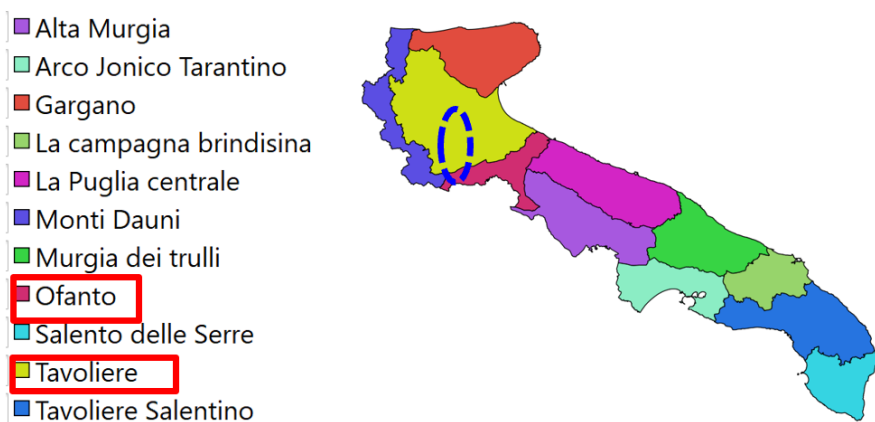 Alta Murgia
Arco Jonico Tarantino
Gargano
La campagna brindisina
La Puglia centrale
Monti Dauni
Murgia dei trulli
Ofanto
Salento delle Serre
Tavoliere
Tavoliere Salentino